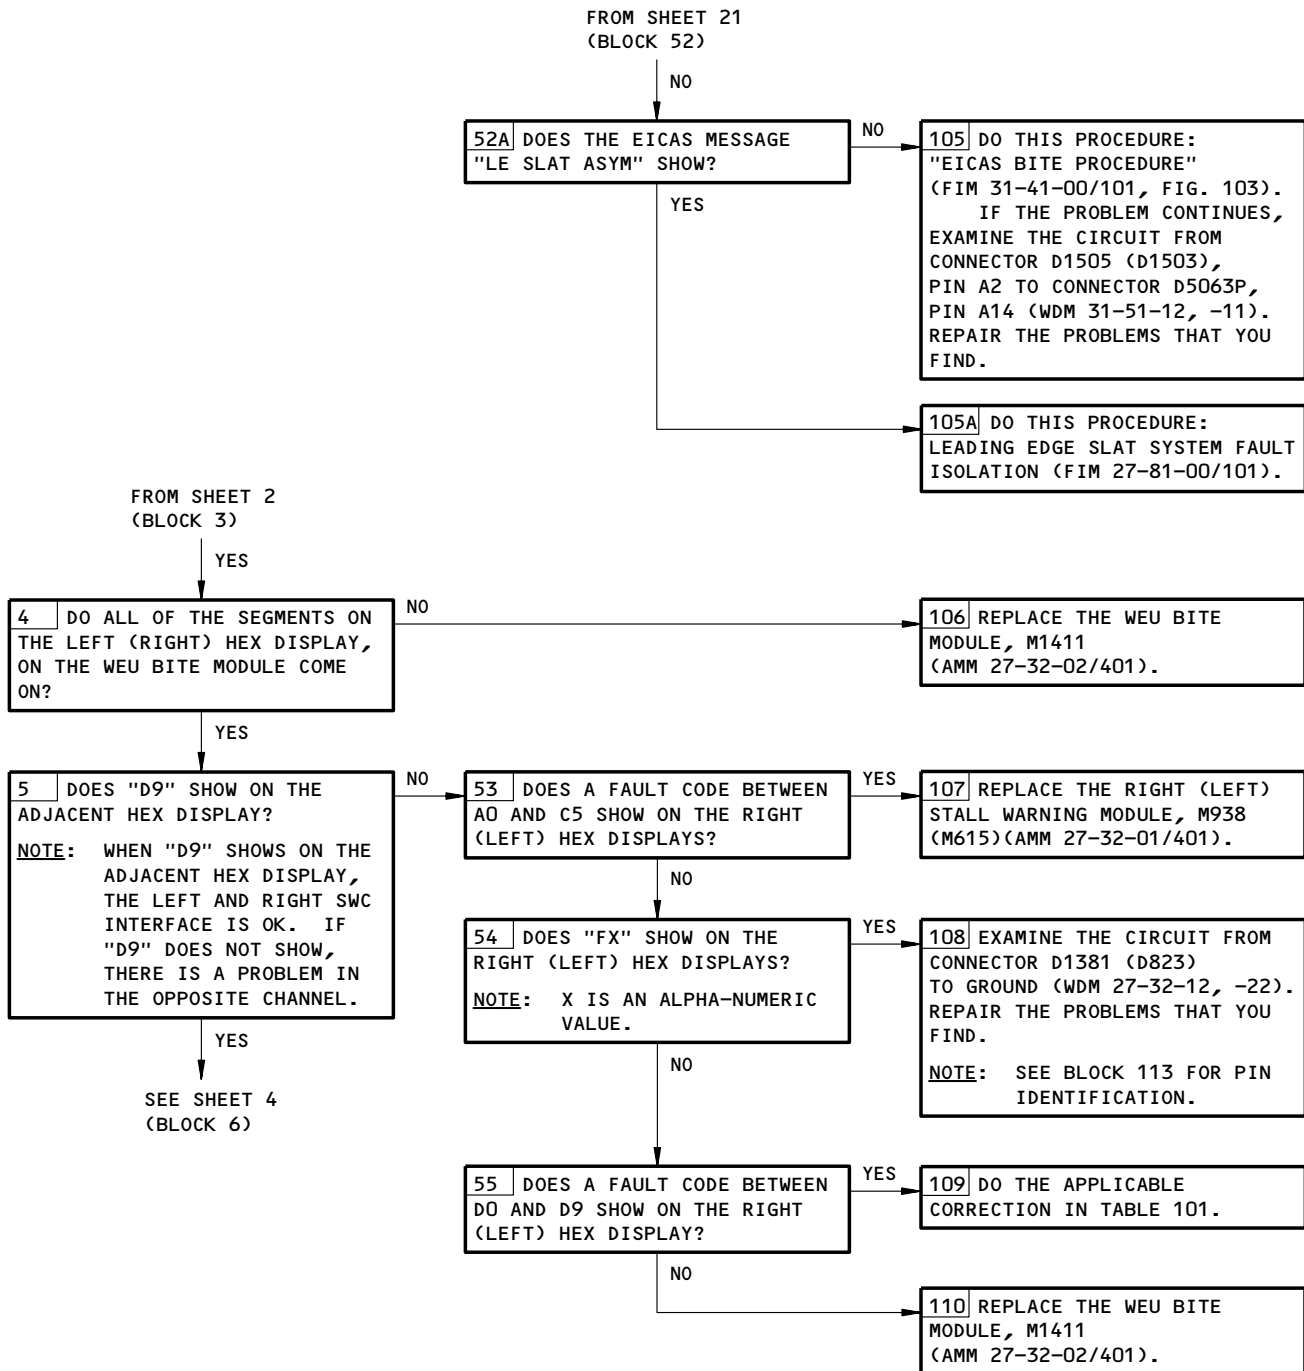 FROM SHEET 21
(BLOCK 52)
NO
52A DOES THE EICAS MESSAGE
"LE SLAT ASYM" SHOW?
NO
YES
105 DO THIS PROCEDURE:
"EICAS BITE PROCEDURE"
(FIM 31-41-00/101, FIG. 103).
IF THE PROBLEM CONTINUES,
EXAMINE THE CIRCUIT FROM
CONNECTOR D1505 (D1503),
PIN A2 TO CONNECTOR D5063P,
PIN A14 (WDM 31-51-12, -11).
REPAIR THE PROBLEMS THAT YOU
FIND.
105A DO THIS PROCEDURE:
LEADING EDGE SLAT SYSTEM FAULT
ISOLATION (FIM 27-81-00/101).
FROM SHEET 2
(BLOCK 3)
YES
4 DO ALL OF THE SEGMENTS ON
THE LEFT (RIGHT) HEX DISPLAY,
ON THE WEU BITE MODULE COME
ON?
NO
YES
106 REPLACE THE WEU BITE
MODULE, M1411
(AMM 27-32-02/401).
5 DOES "D9" SHOW ON THE
ADJACENT HEX DISPLAY?
NOTE: WHEN "D9" SHOWS ON THE
ADJACENT HEX DISPLAY,
THE LEFT AND RIGHT SWC
INTERFACE IS OK. IF
"D9" DOES NOT SHOW,
THERE IS A PROBLEM IN
THE OPPOSITE CHANNEL.
NO
YES
SEE SHEET 4
(BLOCK 6)
53 DOES A FAULT CODE BETWEEN
A0 AND C5 SHOW ON THE RIGHT
(LEFT) HEX DISPLAYS?
YES
NO
107 REPLACE THE RIGHT (LEFT)
STALL WARNING MODULE, M938
(M615)(AMM 27-32-01/401).
54 DOES "FX" SHOW ON THE
RIGHT (LEFT) HEX DISPLAYS?
NOTE: X IS AN ALPHA-NUMERIC
VALUE.
YES
NO
108 EXAMINE THE CIRCUIT FROM
CONNECTOR D1381 (D823)
TO GROUND (WDM 27-32-12, -22).
REPAIR THE PROBLEMS THAT YOU
FIND.
NOTE: SEE BLOCK 113 FOR PIN
IDENTIFICATION.
55 DOES A FAULT CODE BETWEEN
D0 AND D9 SHOW ON THE RIGHT
(LEFT) HEX DISPLAY?
YES
NO
109 DO THE APPLICABLE
CORRECTION IN TABLE 101.
110 REPLACE THE WEU BITE
MODULE, M1411
(AMM 27-32-02/401).